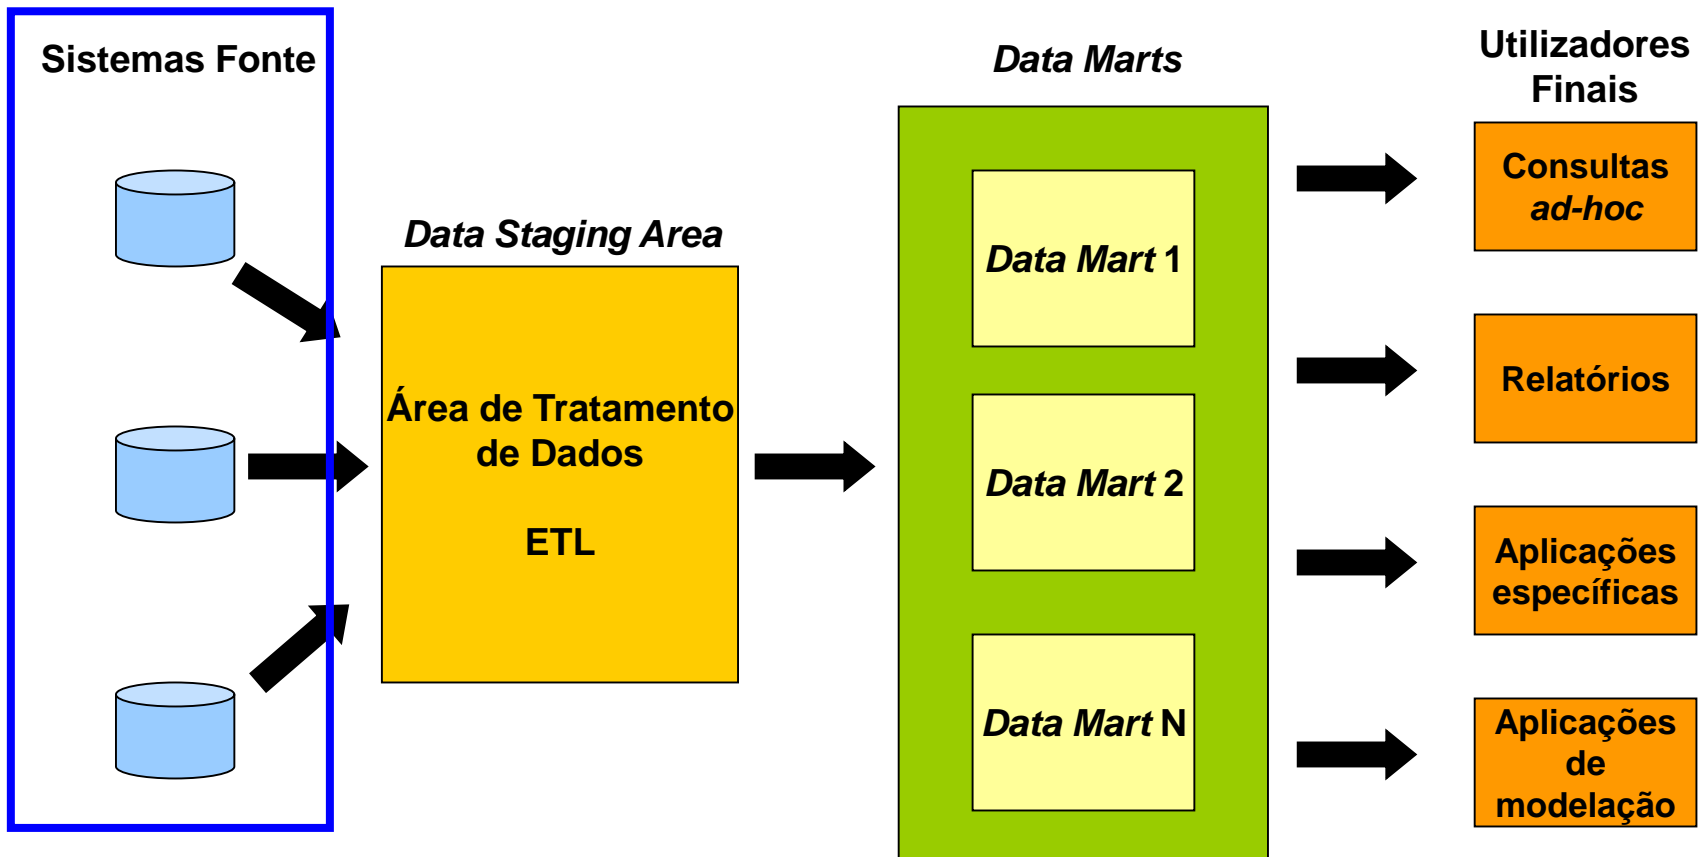 Sistemas Fonte
Data Staging Area
Área de Tratamento
de Dados
ETL
Data Marts
Data Mart 1
Data Mart 2
Data Mart N
Utilizadores
Finais
Consultas
ad-hoc
Relatórios
Aplicações
específicas
Aplicações
de
modelação